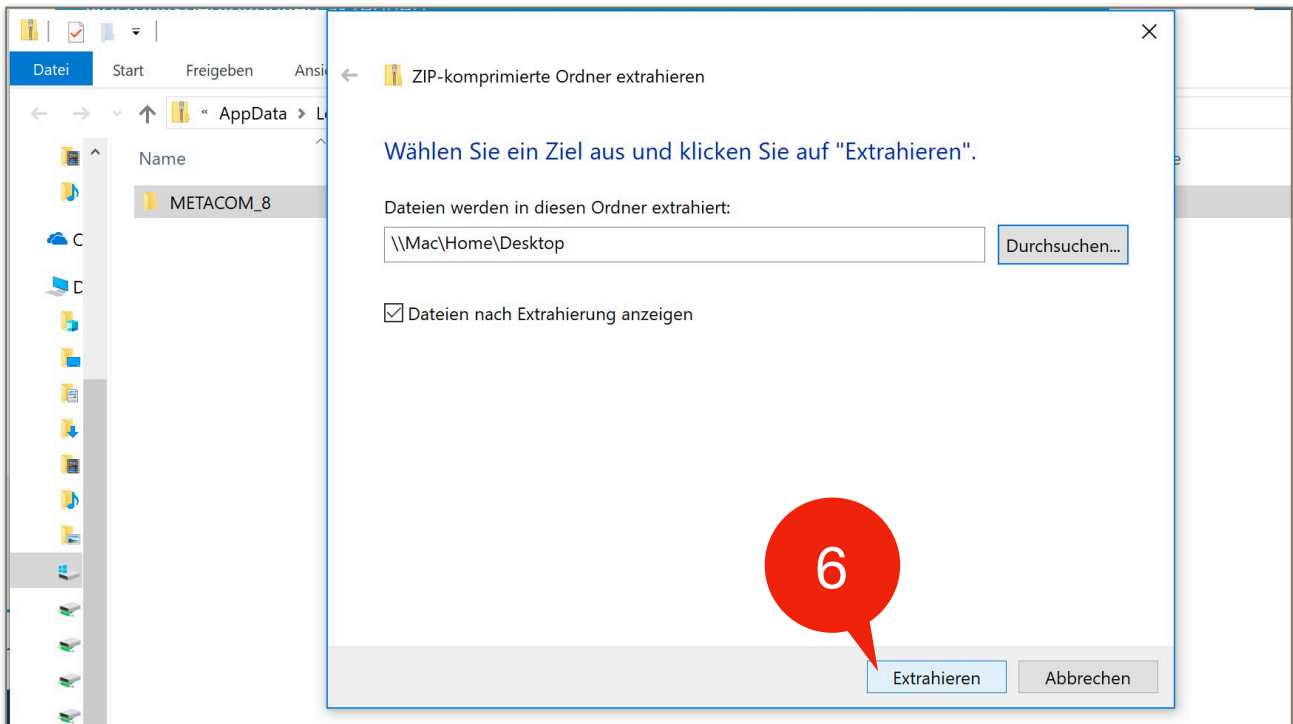 Datei Start Freigeben Ansi
« AppData > L
Name
METACOM_8
ZIP-komprimierte Ordner extrahieren
Wählen Sie ein Ziel aus und klicken Sie auf "Extrahieren".
Dateien werden in diesen Ordner extrahiert:
\\Mac\Home\Desktop
Durchsuchen...
Dateien nach Extrahierung anzeigen
6
Extrahieren Abbrechen